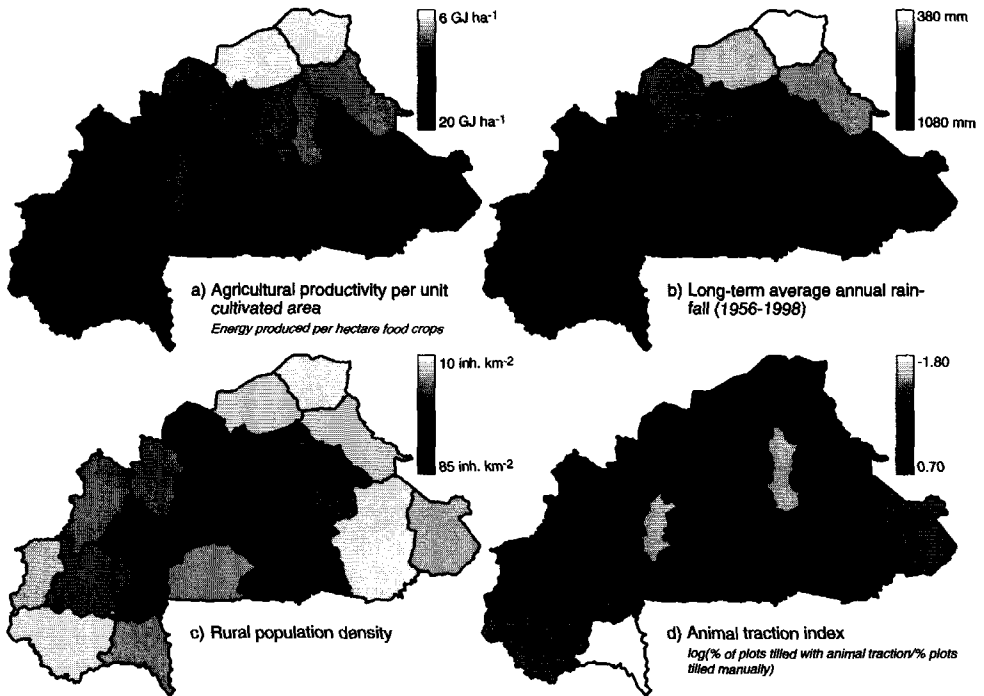 6 GJ ha-1
20 GJ ha-1
a) Agricultural productivity per unit
cultivated area
Energy produced per hectare food crops
380 mm
1080 mm
b) Long-term average annual rain-
fall (1956-1998)
10 inh. km-2
85 inh. km-2
c) Rural population density
-1.80
0.70
d) Animal traction index
log(% of plots tilled with animal traction/% plots
tilled manually)